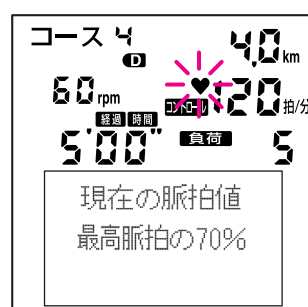 コース 4
D 4.0 km
60 rpm コントロール 120 拍/分
経過 時間 負荷
5'00" 5
現在の脈拍値
最高脈拍の70%